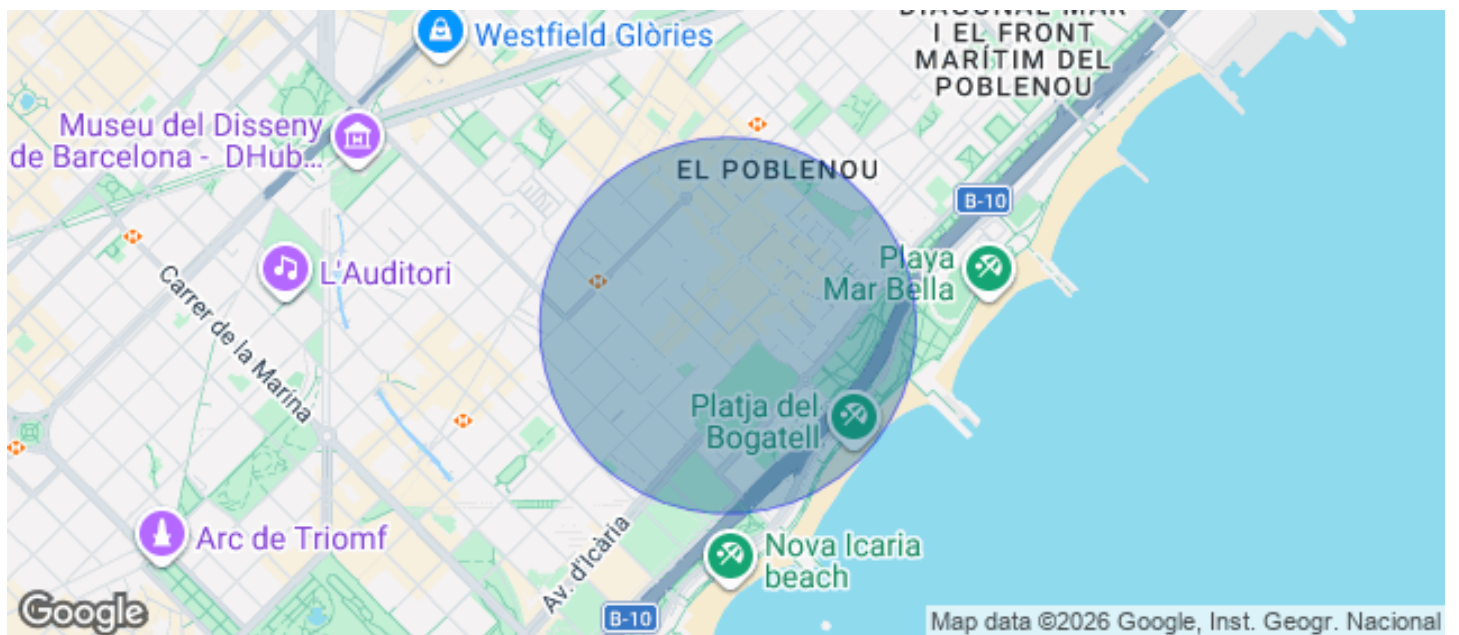 DIAGONAL MAR
I EL FRONT
MARÍTIM DEL
POBLENOU
Westfield Glòries
Museu del Disseny
de Barcelona - DHub...
EL POBLENOU
B-10
L'Auditori
Playa
Mar Bella
Carrer de la Marina
Platja del
Bogatell
Arc de Triomf
Av. d'Icària
Nova Icaria
beach
B-10
Google
Map data ©2026 Google, Inst. Geogr. Nacional